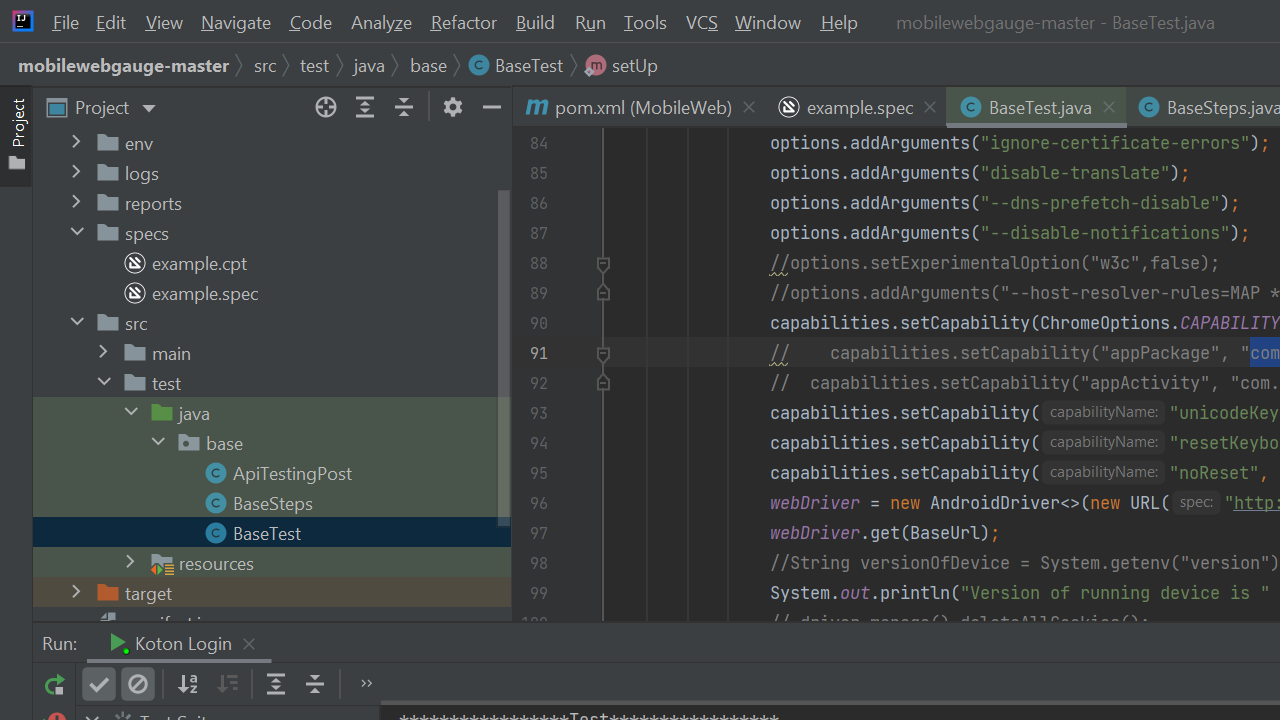 File Edit View Navigate Code Analyze Refactor Build Run Tools VCS Window Help mobilewebgauge-master - BaseTest.java
mobilewebgauge-master src test java base BaseTest m setUp
Project
Project
m pom.xml (MobileWeb) example.spec C BaseTest.java C BaseSteps.java
env
logs
reports
specs
example.cpt
example.spec
src
main
test
java
base
C ApiTestingPost
C BaseSteps
C BaseTest
resources
target
84 options.addArguments("ignore-certificate-errors");
85 options.addArguments("disable-translate");
86 options.addArguments("--dns-prefetch-disable");
87 options.addArguments("--disable-notifications");
88 //options.setExperimentalOption("w3c",false);
89 //options.addArguments("--host-resolver-rules=MAP *
90 capabilities.setCapability(ChromeOptions.CAPABILITY
91 // capabilities.setCapability("appPackage", "com
92 // capabilities.setCapability("appActivity", "com.
93 capabilities.setCapability( capabilityName: "unicodeKey
94 capabilities.setCapability( capabilityName: "resetKeybo
95 capabilities.setCapability( capabilityName: "noReset",
96 webDriver = new AndroidDriver<>(new URL( spec: "http:
97 webDriver.get(BaseUrl);
98 //String versionOfDevice = System.getenv("version")
99 System.out.println("Version of running device is "
Run: Koton Login
*****************Test*****************